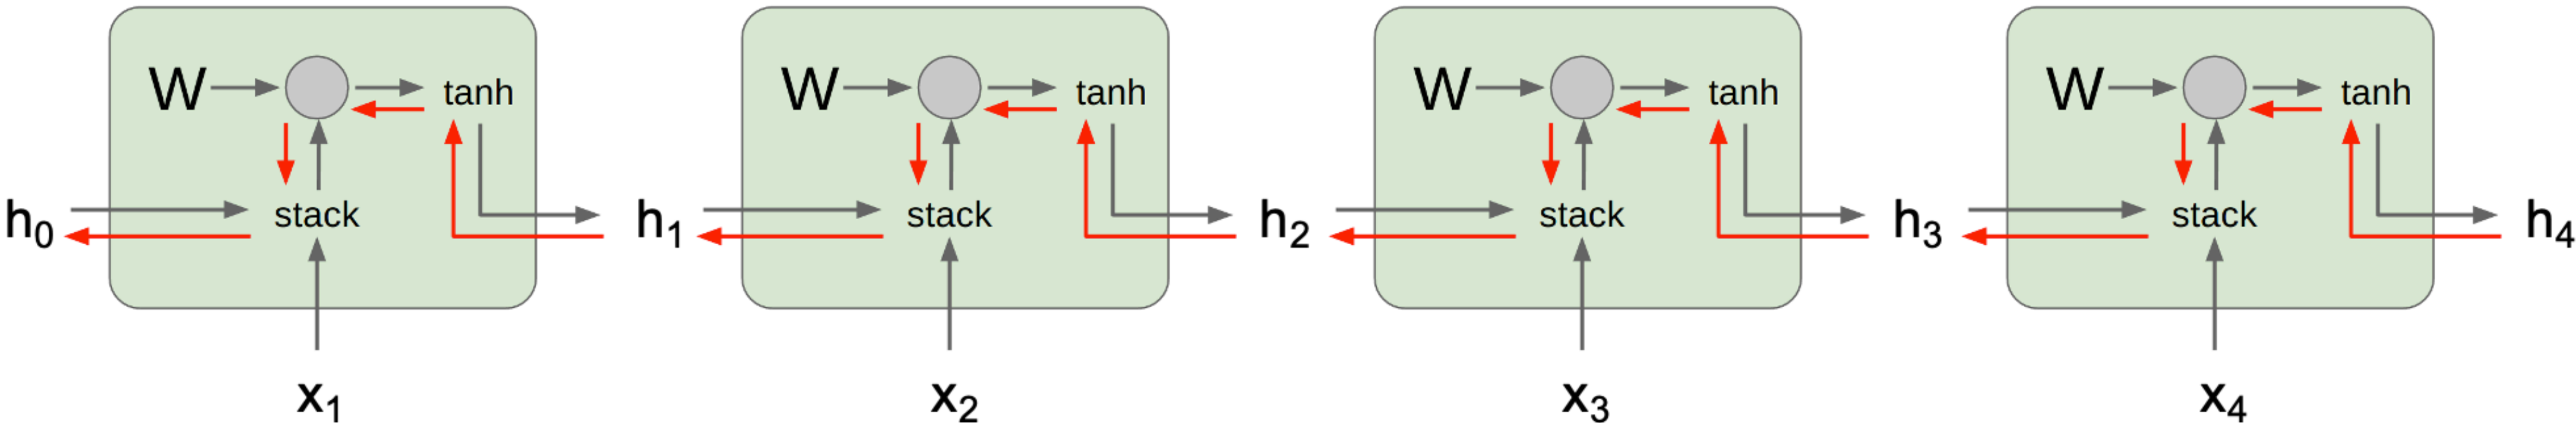 W tanh W tanh W tanh W tanh
h₀ stack h₁ stack h₂ stack h₃ stack h₄
x₁ x₂ x₃ x₄